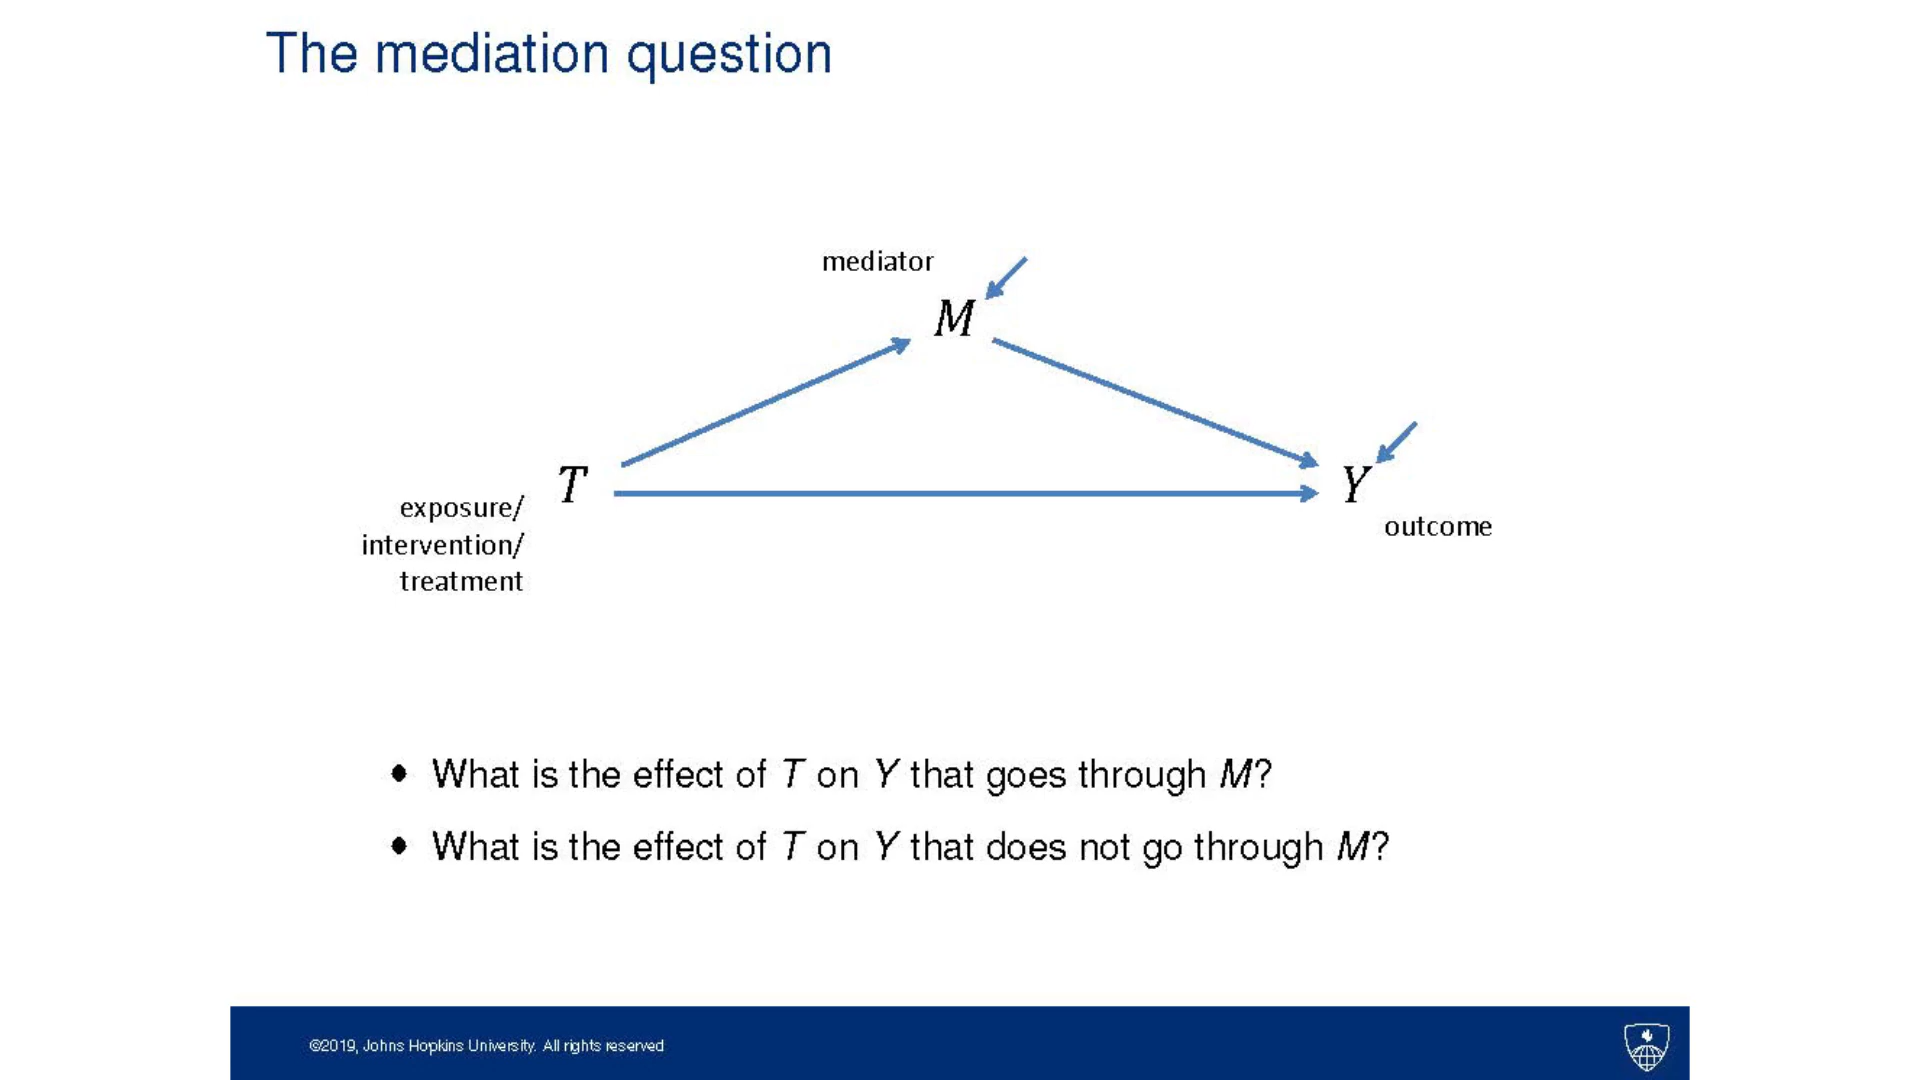 The mediation question
mediator
M
T
Y
exposure/
intervention/
treatment
outcome
• What is the effect of T on Y that goes through M?
• What is the effect of T on Y that does not go through M?
©2019, Johns Hopkins University. All rights reserved